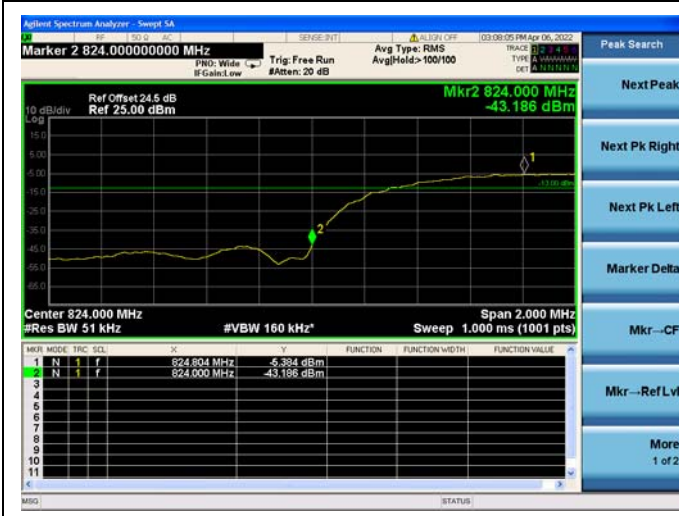 Agilent Spectrum Analyzer - Swept SA
RF 50 Ω AC SENSE:INT ALIGN OFF 03:08:05 PM Apr 06, 2022
Marker 2 824.000000000 MHz
PNO: Wide
IFGain:Low
Trig: Free Run
#Atten: 20 dB
Avg Type: RMS
Avg|Hold:> 100/100
TRACE 1 2 3 4 5 6
TYPE A WWWWW
DET A N N N N N
Ref Offset 24.5 dB
10 dB/div Ref 25.00 dBm
Log
Mkr2 824.000 MHz
-43.186 dBm
15.0
5.00
-5.00
-15.0
-25.0
-35.0
-45.0
-55.0
-65.0
1
-13.00 dBm
2
Center 824.000 MHz Span 2.000 MHz
#Res BW 51 kHz #VBW 160 kHz* Sweep 1.000 ms (1001 pts)
MKR MODE TRC SCL X Y FUNCTION FUNCTION WIDTH FUNCTION VALUE
1 N 1 f 824.804 MHz -5.384 dBm
2 N 1 f 824.000 MHz -43.186 dBm
3
4
5
6
7
8
9
10
11
MSG STATUS
Peak Search
Next Peak
Next Pk Right
Next Pk Left
Marker Delta
Mkr→CF
Mkr→Ref Lvl
More
1 of 2